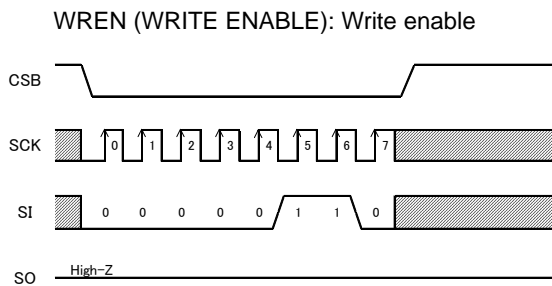 WREN (WRITE ENABLE): Write enable
CSB
SCK
0 1 2 3 4 5 6 7
SI
0 0 0 0 0 1 1 0
SO
High-Z